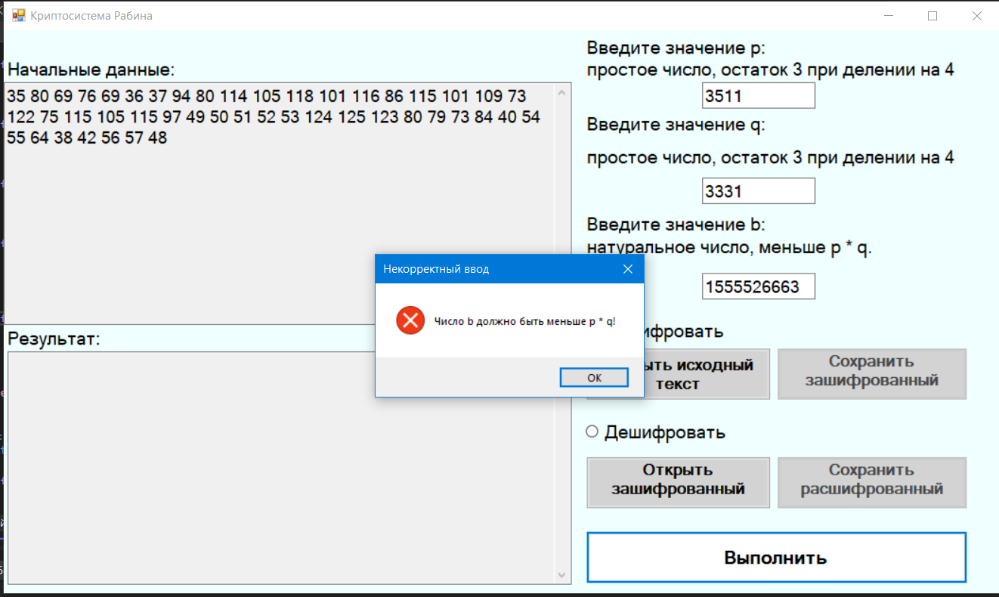 Криптосистема Рабина
Начальные данные:
35 80 69 76 69 36 37 94 80 114 105 118 101 116 86 115 101 109 73
122 75 115 105 115 97 49 50 51 52 53 124 125 123 80 79 73 84 40 54
55 64 38 42 56 57 48
Результат:
Введите значение p:
простое число, остаток 3 при делении на 4
3511
Введите значение q:
простое число, остаток 3 при делении на 4
3331
Введите значение b:
натуральное число, меньше p * q.
1555526663
Некорректный ввод
Число b должно быть меньше p * q!
OK
исходный
текст
Сохранить
зашифрованный
Дешифровать
Открыть
зашифрованный
Сохранить
расшифрованный
Выполнить